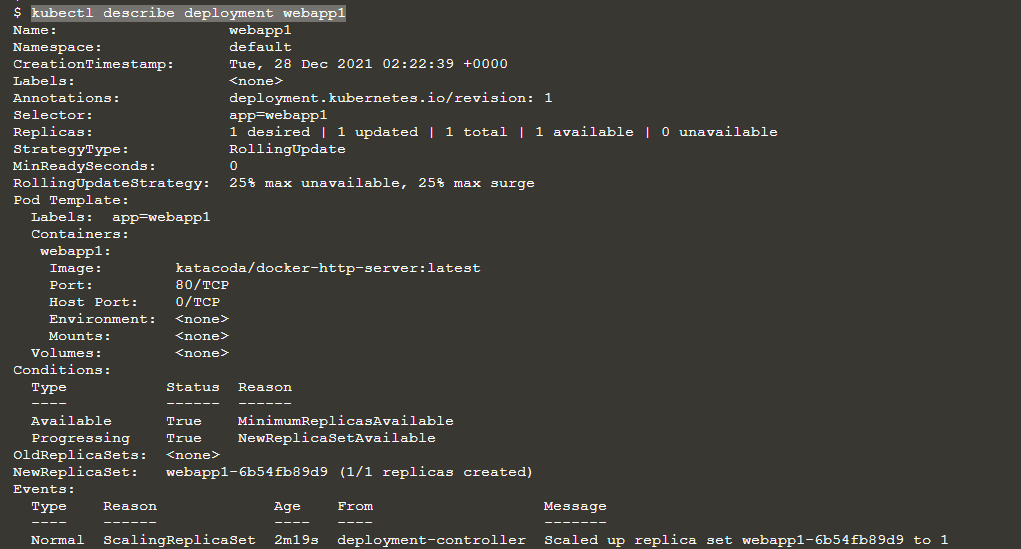 $ kubectl describe deployment webapp1
Name:                   webapp1
Namespace:              default
CreationTimestamp:      Tue, 28 Dec 2021 02:22:39 +0000
Labels:                 <none>
Annotations:            deployment.kubernetes.io/revision: 1
Selector:               app=webapp1
Replicas:               1 desired | 1 updated | 1 total | 1 available | 0 unavailable
StrategyType:           RollingUpdate
MinReadySeconds:        0
RollingUpdateStrategy:  25% max unavailable, 25% max surge
Pod Template:
  Labels:  app=webapp1
  Containers:
   webapp1:
    Image:        katacoda/docker-http-server:latest
    Port:         80/TCP
    Host Port:    0/TCP
    Environment:  <none>
    Mounts:       <none>
  Volumes:        <none>
Conditions:
  Type           Status  Reason
  ----           ------  ------
  Available      True    MinimumReplicasAvailable
  Progressing    True    NewReplicaSetAvailable
OldReplicaSets:  <none>
NewReplicaSet:   webapp1-6b54fb89d9 (1/1 replicas created)
Events:
  Type    Reason             Age    From                   Message
  ----    ------             ----   ----                   -------
  Normal  ScalingReplicaSet  2m19s  deployment-controller  Scaled up replica set webapp1-6b54fb89d9 to 1